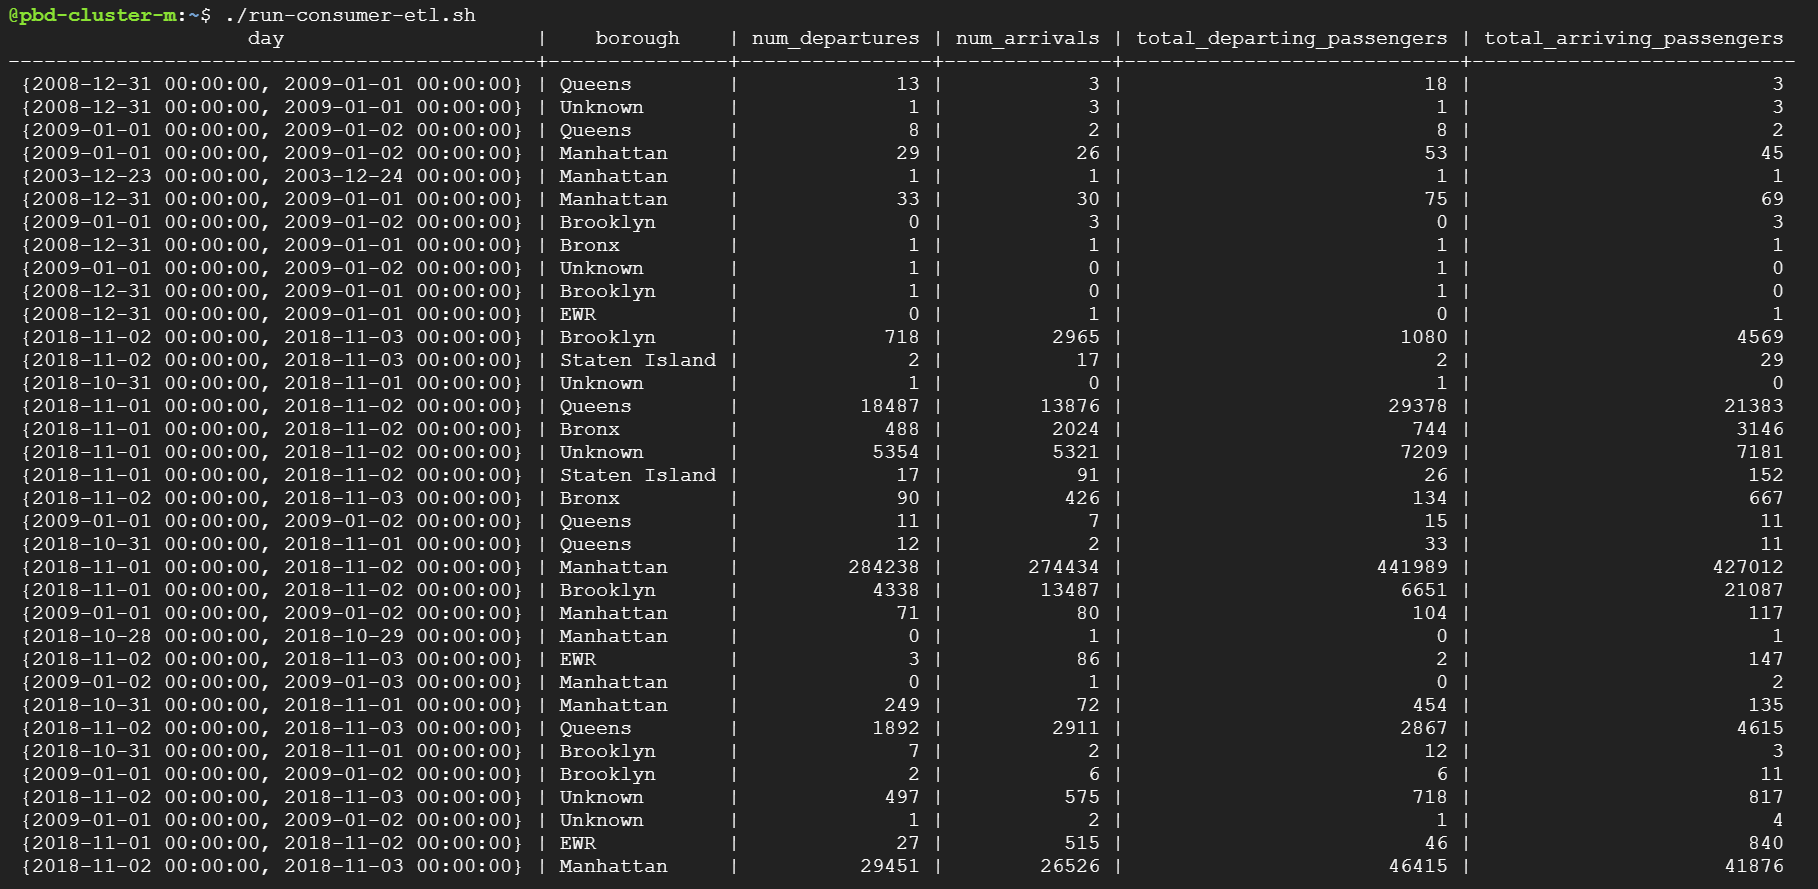 @pbd-cluster-m:~$ ./run-consumer-etl.sh
day | borough | num_departures | num_arrivals | total_departing_passengers | total_arriving_passengers
--------------------------------------------+---------------+----------------+--------------+----------------------------+---------------------------
{2008-12-31 00:00:00, 2009-01-01 00:00:00} | Queens | 13 | 3 | 18 | 3
{2008-12-31 00:00:00, 2009-01-01 00:00:00} | Unknown | 1 | 3 | 1 | 3
{2009-01-01 00:00:00, 2009-01-02 00:00:00} | Queens | 8 | 2 | 8 | 2
{2009-01-01 00:00:00, 2009-01-02 00:00:00} | Manhattan | 29 | 26 | 53 | 45
{2003-12-23 00:00:00, 2003-12-24 00:00:00} | Manhattan | 1 | 1 | 1 | 1
{2008-12-31 00:00:00, 2009-01-01 00:00:00} | Manhattan | 33 | 30 | 75 | 69
{2009-01-01 00:00:00, 2009-01-02 00:00:00} | Brooklyn | 0 | 3 | 0 | 3
{2008-12-31 00:00:00, 2009-01-01 00:00:00} | Bronx | 1 | 1 | 1 | 1
{2009-01-01 00:00:00, 2009-01-02 00:00:00} | Unknown | 1 | 0 | 1 | 0
{2008-12-31 00:00:00, 2009-01-01 00:00:00} | Brooklyn | 1 | 0 | 1 | 0
{2008-12-31 00:00:00, 2009-01-01 00:00:00} | EWR | 0 | 1 | 0 | 1
{2018-11-02 00:00:00, 2018-11-03 00:00:00} | Brooklyn | 718 | 2965 | 1080 | 4569
{2018-11-02 00:00:00, 2018-11-03 00:00:00} | Staten Island | 2 | 17 | 2 | 29
{2018-10-31 00:00:00, 2018-11-01 00:00:00} | Unknown | 1 | 0 | 1 | 0
{2018-11-01 00:00:00, 2018-11-02 00:00:00} | Queens | 18487 | 13876 | 29378 | 21383
{2018-11-01 00:00:00, 2018-11-02 00:00:00} | Bronx | 488 | 2024 | 744 | 3146
{2018-11-01 00:00:00, 2018-11-02 00:00:00} | Unknown | 5354 | 5321 | 7209 | 7181
{2018-11-01 00:00:00, 2018-11-02 00:00:00} | Staten Island | 17 | 91 | 26 | 152
{2018-11-02 00:00:00, 2018-11-03 00:00:00} | Bronx | 90 | 426 | 134 | 667
{2009-01-01 00:00:00, 2009-01-02 00:00:00} | Queens | 11 | 7 | 15 | 11
{2018-10-31 00:00:00, 2018-11-01 00:00:00} | Queens | 12 | 2 | 33 | 11
{2018-11-01 00:00:00, 2018-11-02 00:00:00} | Manhattan | 284238 | 274434 | 441989 | 427012
{2018-11-01 00:00:00, 2018-11-02 00:00:00} | Brooklyn | 4338 | 13487 | 6651 | 21087
{2009-01-01 00:00:00, 2009-01-02 00:00:00} | Manhattan | 71 | 80 | 104 | 117
{2018-10-28 00:00:00, 2018-10-29 00:00:00} | Manhattan | 0 | 1 | 0 | 1
{2018-11-02 00:00:00, 2018-11-03 00:00:00} | EWR | 3 | 86 | 2 | 147
{2009-01-02 00:00:00, 2009-01-03 00:00:00} | Manhattan | 0 | 1 | 0 | 2
{2018-10-31 00:00:00, 2018-11-01 00:00:00} | Manhattan | 249 | 72 | 454 | 135
{2018-11-02 00:00:00, 2018-11-03 00:00:00} | Queens | 1892 | 2911 | 2867 | 4615
{2018-10-31 00:00:00, 2018-11-01 00:00:00} | Brooklyn | 7 | 2 | 12 | 3
{2009-01-01 00:00:00, 2009-01-02 00:00:00} | Brooklyn | 2 | 6 | 6 | 11
{2018-11-02 00:00:00, 2018-11-03 00:00:00} | Unknown | 497 | 575 | 718 | 817
{2009-01-01 00:00:00, 2009-01-02 00:00:00} | Unknown | 1 | 2 | 1 | 4
{2018-11-01 00:00:00, 2018-11-02 00:00:00} | EWR | 27 | 515 | 46 | 840
{2018-11-02 00:00:00, 2018-11-03 00:00:00} | Manhattan | 29451 | 26526 | 46415 | 41876